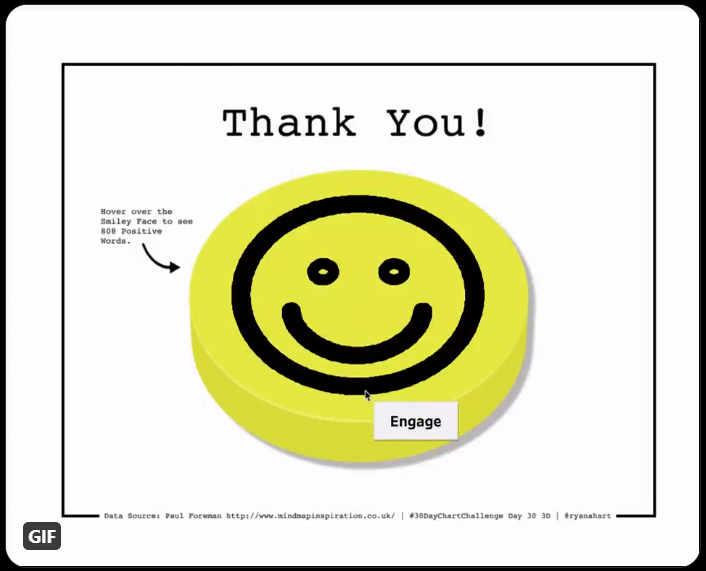 Thank You!
Hover over the
Smiley Face to see
808 Positive
Words.
Engage
Data Source: Paul Foreman http://www.mindmapinspiration.co.uk/ | #30DayChartChallenge Day 30 3D | @ryanahart
GIF